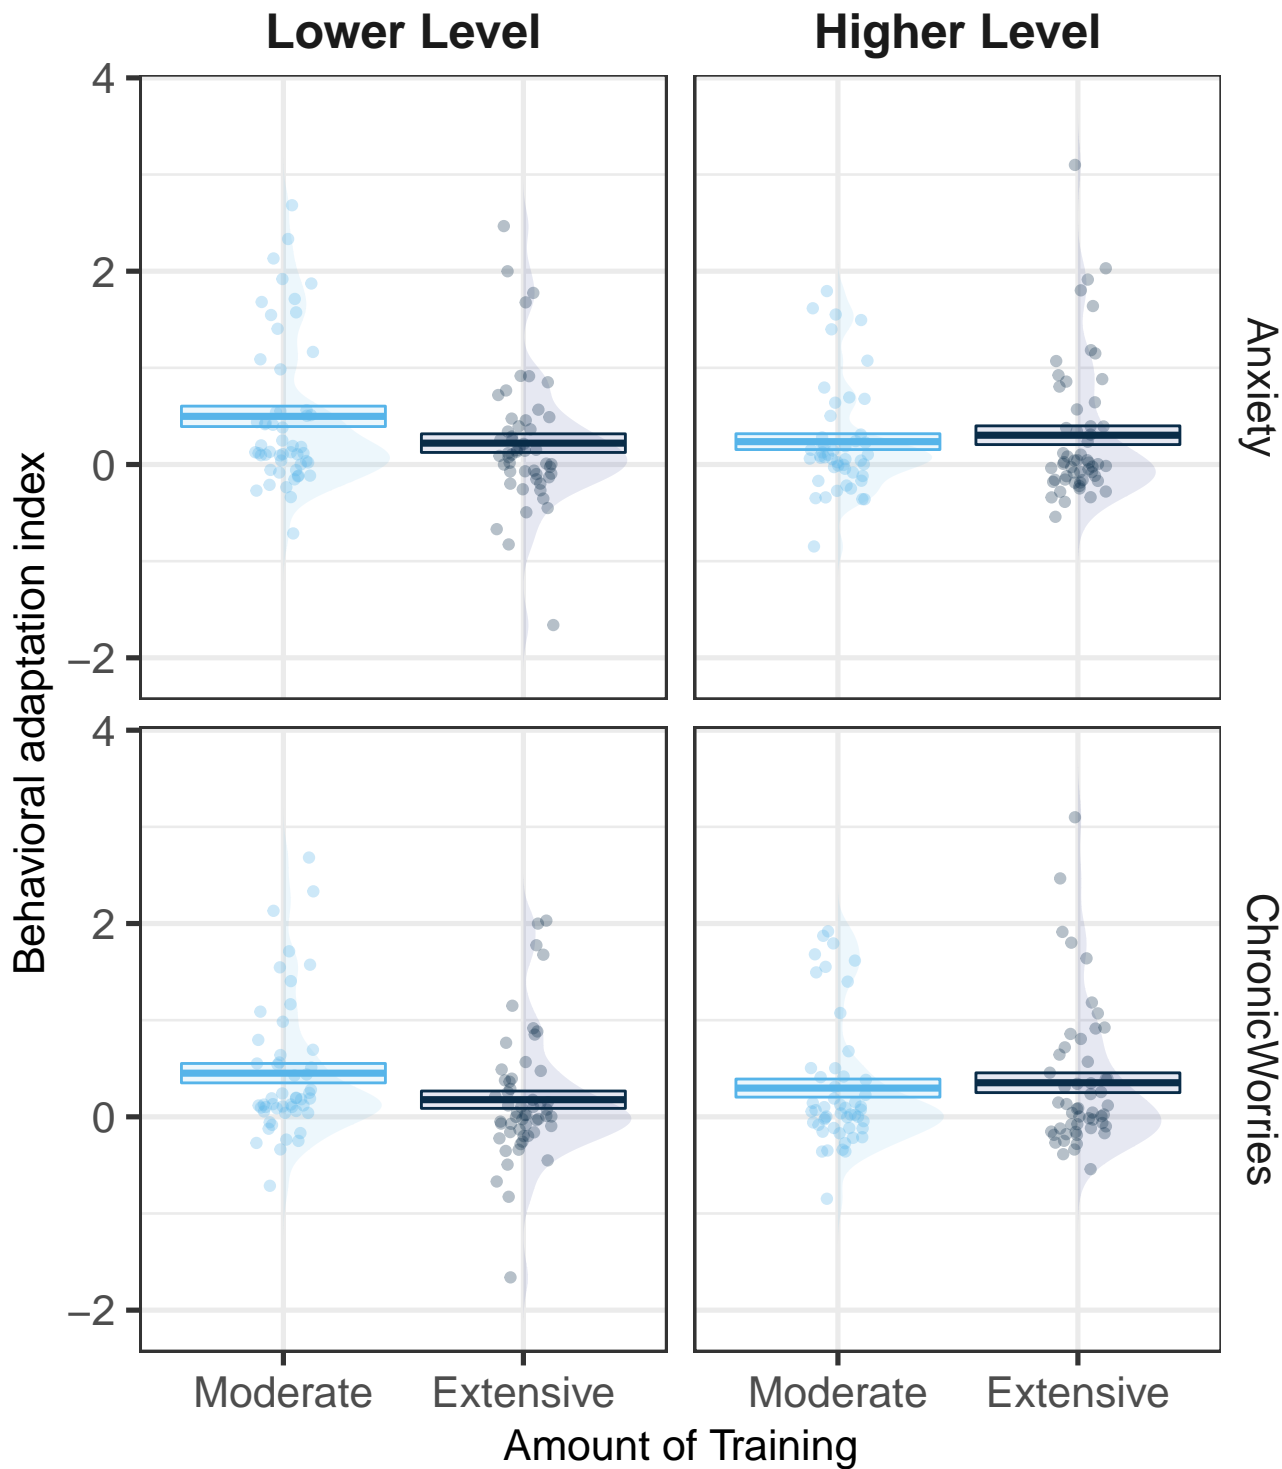 Lower Level
Higher Level
4
2
0
−2
Anxiety
4
2
0
−2
ChronicWorries
Behavioral adaptation index
Moderate
Extensive
Moderate
Extensive
Amount of Training